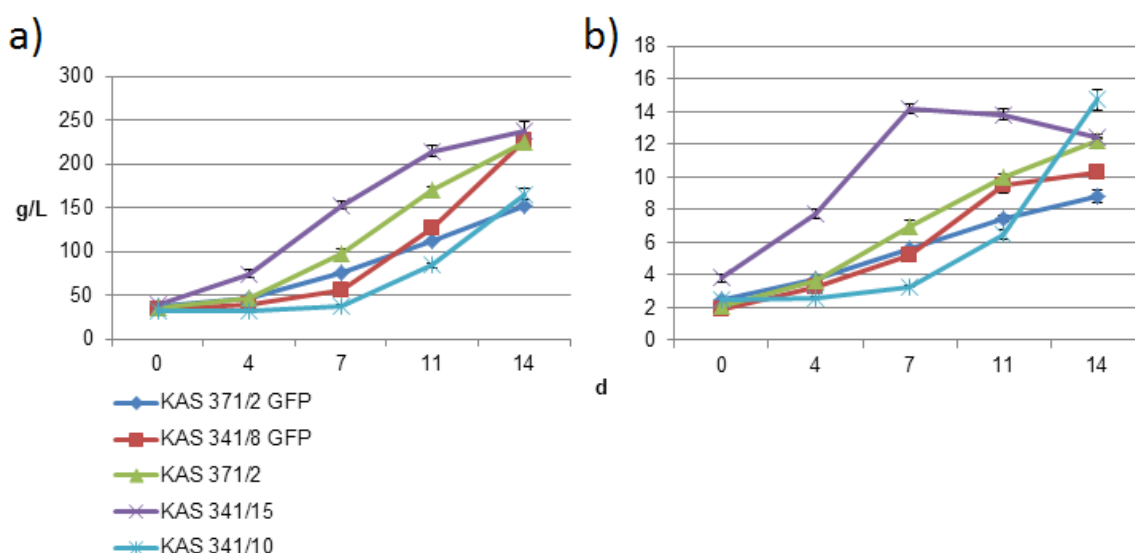 a)
300
250
200
150
100
50
0
g/L
0 4 7 11 14
b)
18
16
14
12
10
8
6
4
2
0
0 4 7 11 14
d
KAS 371/2 GFP
KAS 341/8 GFP
KAS 371/2
KAS 341/15
KAS 341/10